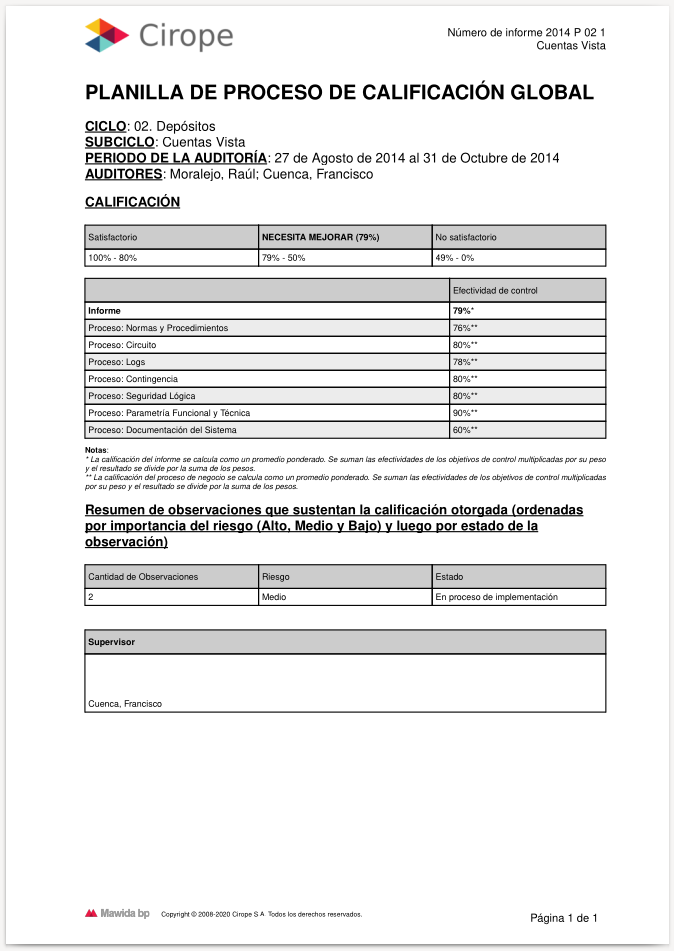 Cirope
Número de informe 2014 P 02 1
Cuentas Vista
PLANILLA DE PROCESO DE CALIFICACIÓN GLOBAL
CICLO: 02. Depósitos
SUBCICLO: Cuentas Vista
PERIODO DE LA AUDITORÍA: 27 de Agosto de 2014 al 31 de Octubre de 2014
AUDITORES: Moralejo, Raúl; Cuenca, Francisco
CALIFICACIÓN
Satisfactorio NECESITA MEJORAR (79%) No satisfactorio
100% - 80% 79% - 50% 49% - 0%
Efectividad de control
Informe 79%*
Proceso: Normas y Procedimientos 76%**
Proceso: Circuito 80%**
Proceso: Logs 78%**
Proceso: Contingencia 80%**
Proceso: Seguridad Lógica 80%**
Proceso: Parametría Funcional y Técnica 90%**
Proceso: Documentación del Sistema 60%**
Notas:
* La calificación del informe se calcula como un promedio ponderado. Se suman las efectividades de los objetivos de control multiplicadas por su peso
y el resultado se divide por la suma de los pesos.
** La calificación del proceso de negocio se calcula como un promedio ponderado. Se suman las efectividades de los objetivos de control multiplicadas
por su peso y el resultado se divide por la suma de los pesos.
Resumen de observaciones que sustentan la calificación otorgada (ordenadas
por importancia del riesgo (Alto, Medio y Bajo) y luego por estado de la
observación)
Cantidad de Observaciones Riesgo Estado
2 Medio En proceso de implementación
Supervisor
Cuenca, Francisco
Mawida bp Copyright © 2008-2020 Cirope S A Todos los derechos reservados.
Página 1 de 1